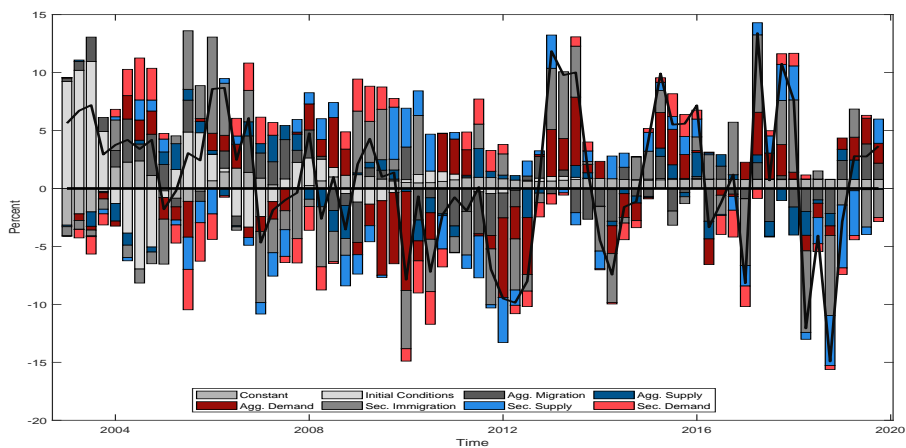 15
10
5
0
-5
-10
-15
-20
Percent
Constant Initial Conditions Agg. Migration Agg. Supply
Agg. Demand Sec. Immigration Sec. Supply Sec. Demand
2004 2008 2012 2016 2020
Time